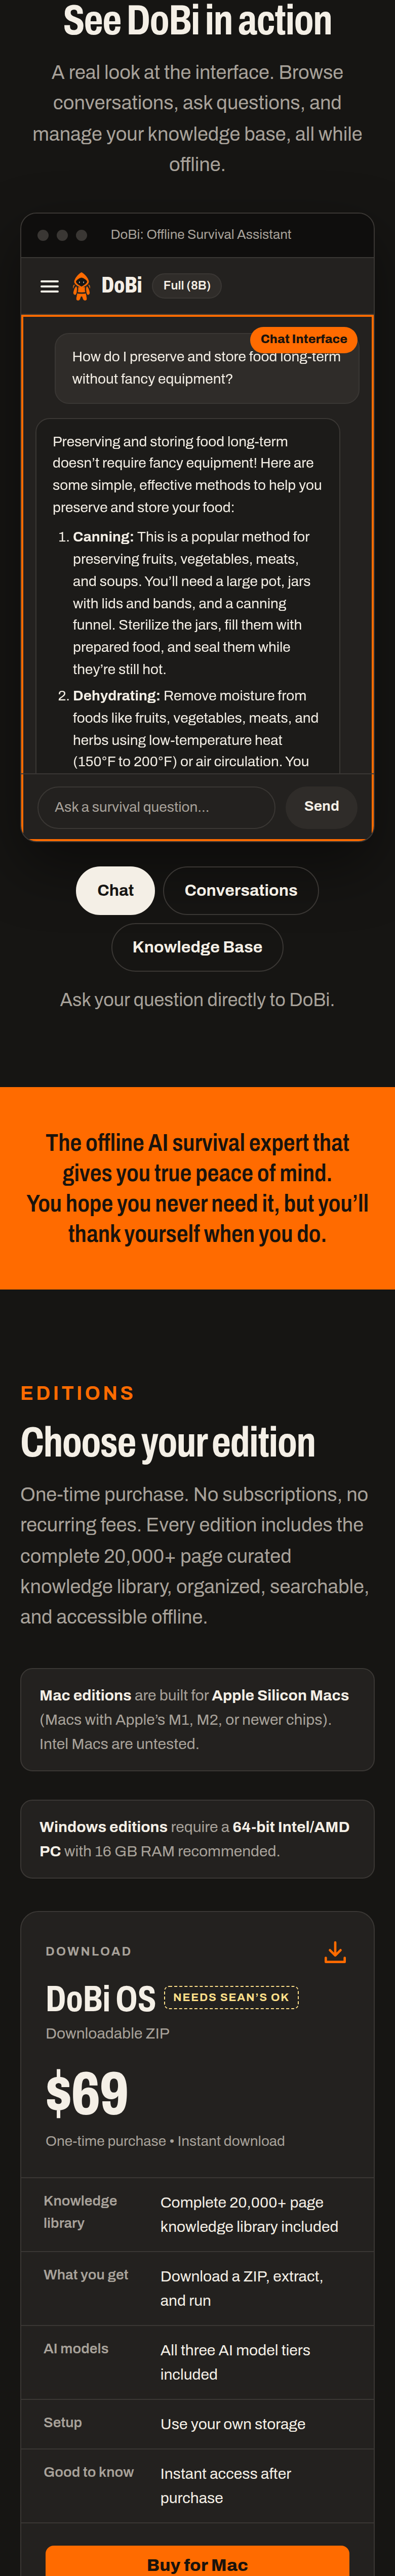 See DoBi in action
A real look at the interface. Browse
conversations, ask questions, and
manage your knowledge base, all while
offline.
DoBi: Offline Survival Assistant
DoBi
Full (8B)
Chat Interface
How do I preserve and store food long-term
without fancy equipment?
Preserving and storing food long-term
doesn’t require fancy equipment! Here are
some simple, effective methods to help you
preserve and store your food:
1. Canning: This is a popular method for
preserving fruits, vegetables, meats,
and soups. You’ll need a large pot, jars
with lids and bands, and a canning
funnel. Sterilize the jars, fill them with
prepared food, and seal them while
they’re still hot.
2. Dehydrating: Remove moisture from
foods like fruits, vegetables, meats, and
herbs using low-temperature heat
(150°F to 200°F) or air circulation. You
Ask a survival question...
Send
Chat
Conversations
Knowledge Base
Ask your question directly to DoBi.
The offline AI survival expert that
gives you true peace of mind.
You hope you never need it, but you’ll
thank yourself when you do.
EDITIONS
Choose your edition
One-time purchase. No subscriptions, no
recurring fees. Every edition includes the
complete 20,000+ page curated
knowledge library, organized, searchable,
and accessible offline.
Mac editions are built for Apple Silicon Macs
(Macs with Apple’s M1, M2, or newer chips).
Intel Macs are untested.
Windows editions require a 64-bit Intel/AMD
PC with 16 GB RAM recommended.
DOWNLOAD
DoBi OS
NEEDS SEAN’S OK
Downloadable ZIP
$69
One-time purchase • Instant download
Knowledge
library
Complete 20,000+ page
knowledge library included
What you get
Download a ZIP, extract,
and run
AI models
All three AI model tiers
included
Setup
Use your own storage
Good to know
Instant access after
purchase
Buy for Mac